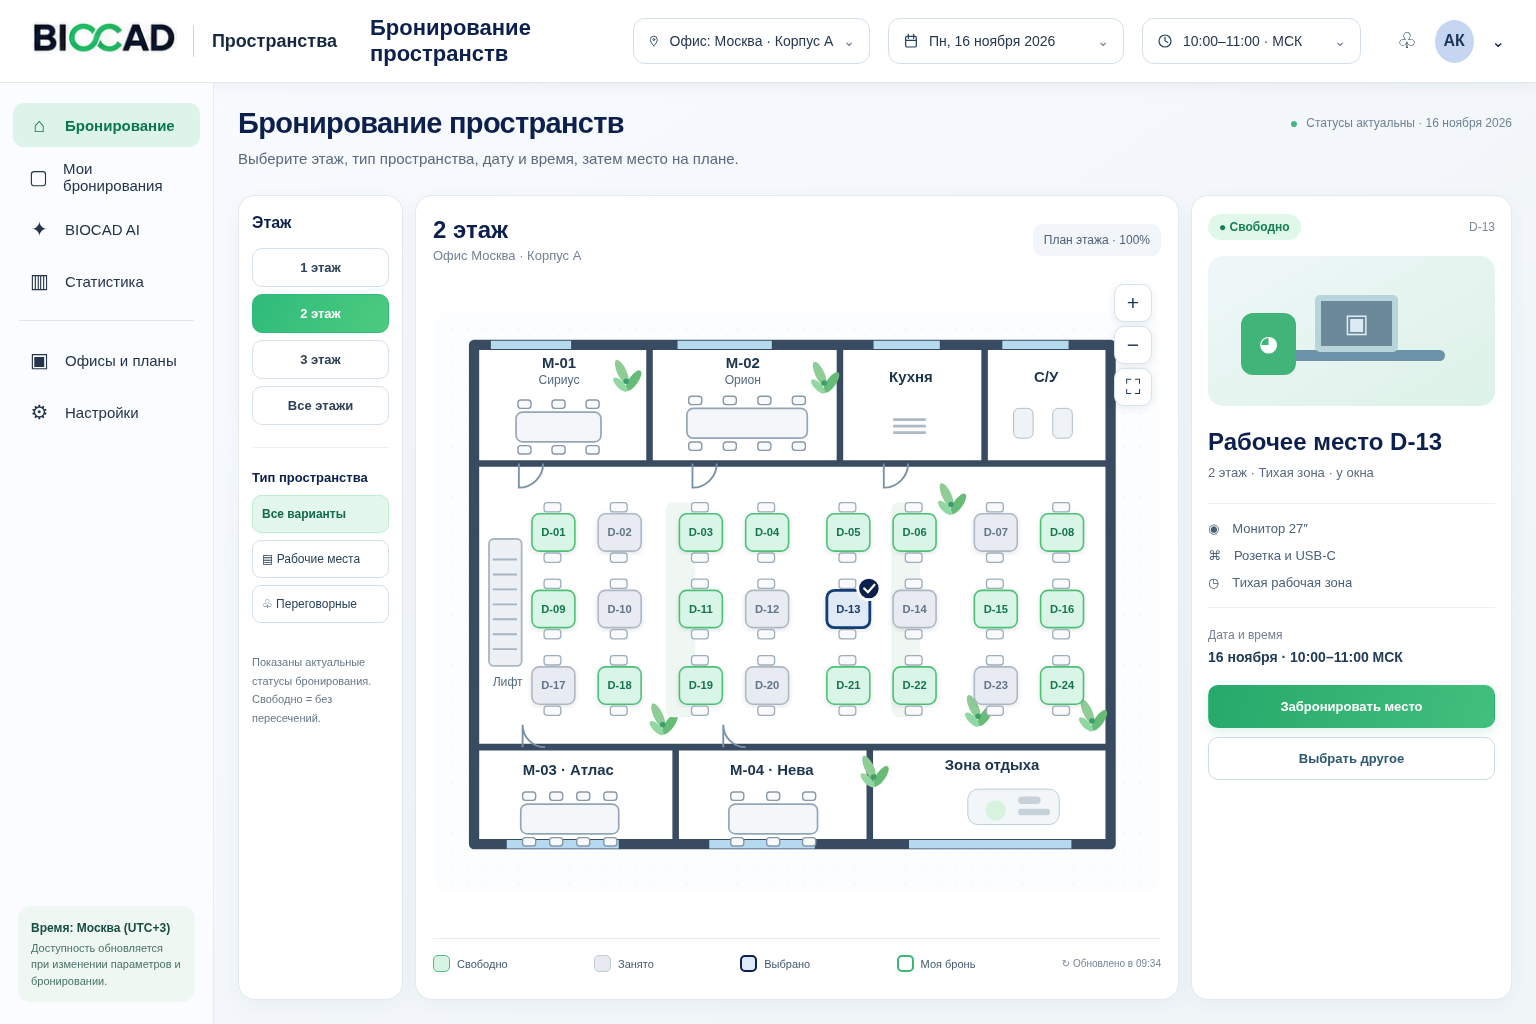 BIOCAD
Пространства
Бронирование
пространств
Офис: Москва · Корпус А
Пн, 16 ноября 2026
10:00–11:00 · МСК
АК
Бронирование
Мои
бронирования
BIOCAD AI
Статистика
Офисы и планы
Настройки
Время: Москва (UTC+3)
Доступность обновляется
при изменении параметров и
бронировании.
Бронирование пространств
Выберите этаж, тип пространства, дату и время, затем место на плане.
Статусы актуальны · 16 ноября 2026
Этаж
1 этаж
2 этаж
3 этаж
Все этажи
Тип пространства
Все варианты
Рабочие места
Переговорные
Показаны актуальные
статусы бронирования.
Свободно = без
пересечений.
2 этаж
Офис Москва · Корпус А
План этажа · 100%
+
−
М-01
Сириус
М-02
Орион
Кухня
С/У
D-01
D-02
D-03
D-04
D-05
D-06
D-07
D-08
D-09
D-10
D-11
D-12
D-13
D-14
D-15
D-16
D-17
D-18
D-19
D-20
D-21
D-22
D-23
D-24
Лифт
М-03 · Атлас
М-04 · Нева
Зона отдыха
Свободно
Занято
Выбрано
Моя бронь
↻ Обновлено в 09:34
● Свободно
D-13
Рабочее место D-13
2 этаж · Тихая зона · у окна
Монитор 27″
Розетка и USB-C
Тихая рабочая зона
Дата и время
16 ноября · 10:00–11:00 МСК
Забронировать место
Выбрать другое